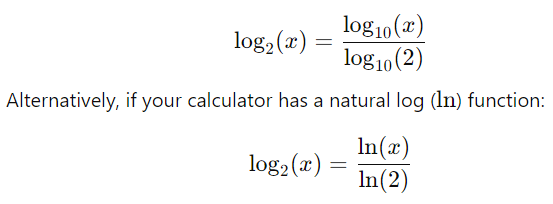 log₂(x) = log₁₀(x) / log₁₀(2)
Alternatively, if your calculator has a natural log (ln) function:
log₂(x) = ln(x) / ln(2)